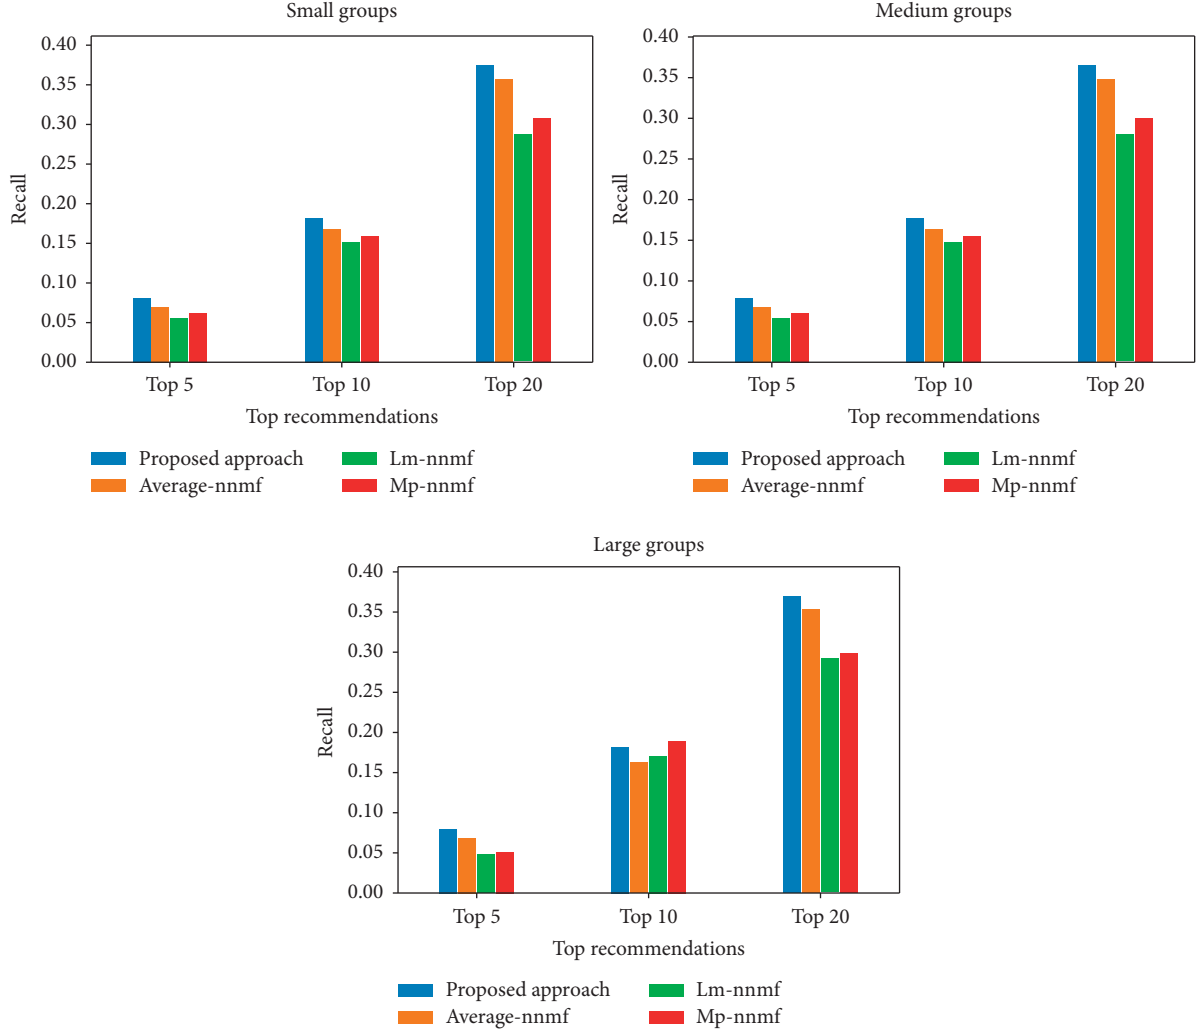 Small groups
0.40
0.35
0.30
0.25
0.20
0.15
0.10
0.05
0.00
Recall
Top 5 Top 10 Top 20
Top recommendations
Proposed approach Lm-nnmf
Average-nnmf Mp-nnmf
Medium groups
0.40
0.35
0.30
0.25
0.20
0.15
0.10
0.05
0.00
Recall
Top 5 Top 10 Top 20
Top recommendations
Proposed approach Lm-nnmf
Average-nnmf Mp-nnmf
Large groups
0.40
0.35
0.30
0.25
0.20
0.15
0.10
0.05
0.00
Recall
Top 5 Top 10 Top 20
Top recommendations
Proposed approach Lm-nnmf
Average-nnmf Mp-nnmf